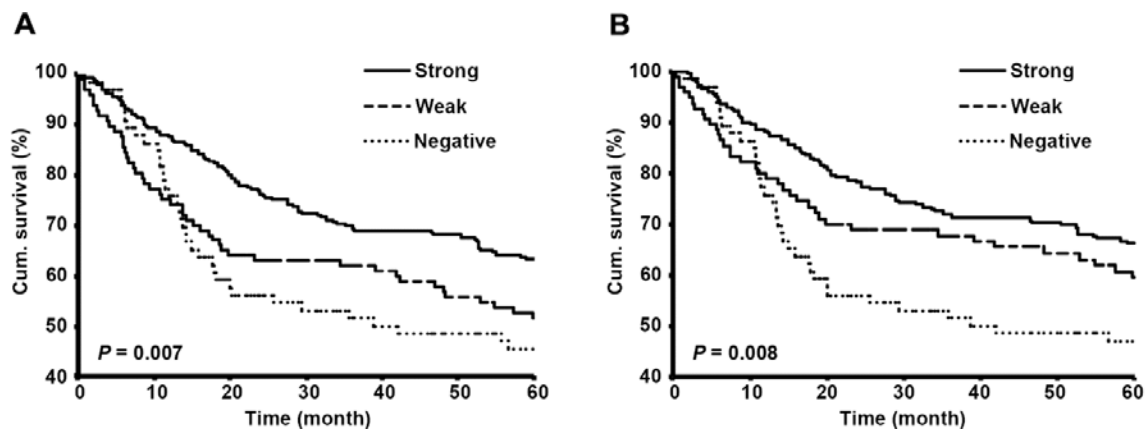 A
Cum. survival (%)
100
90
80
70
60
50
40
Strong
Weak
Negative
P = 0.007
0 10 20 30 40 50 60
Time (month)
B
Cum. survival (%)
100
90
80
70
60
50
40
Strong
Weak
Negative
P = 0.008
0 10 20 30 40 50 60
Time (month)